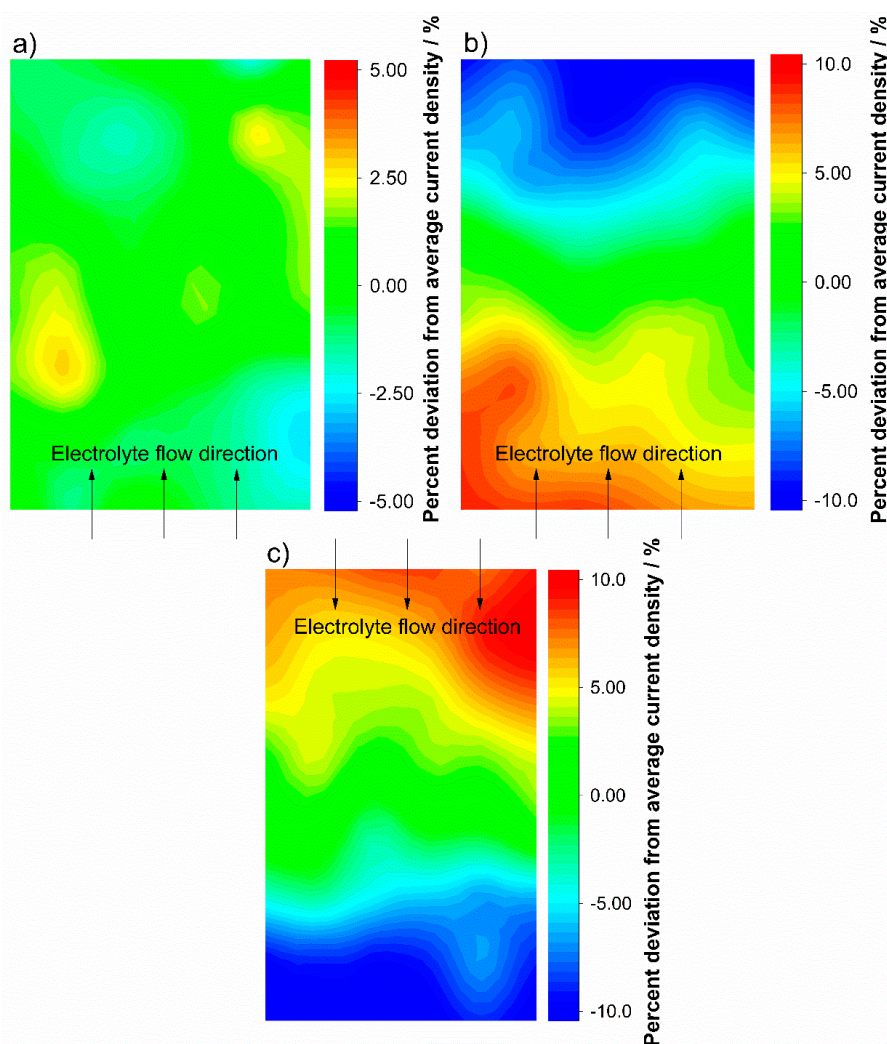 a)
5.00
2.50
0.00
-2.50
-5.00
Percent deviation from average current density / %
Electrolyte flow direction
b)
10.0
5.00
0.00
-5.00
-10.0
Percent deviation from average current density / %
Electrolyte flow direction
c)
Electrolyte flow direction
10.0
5.00
0.00
-5.00
-10.0
Percent deviation from average current density / %